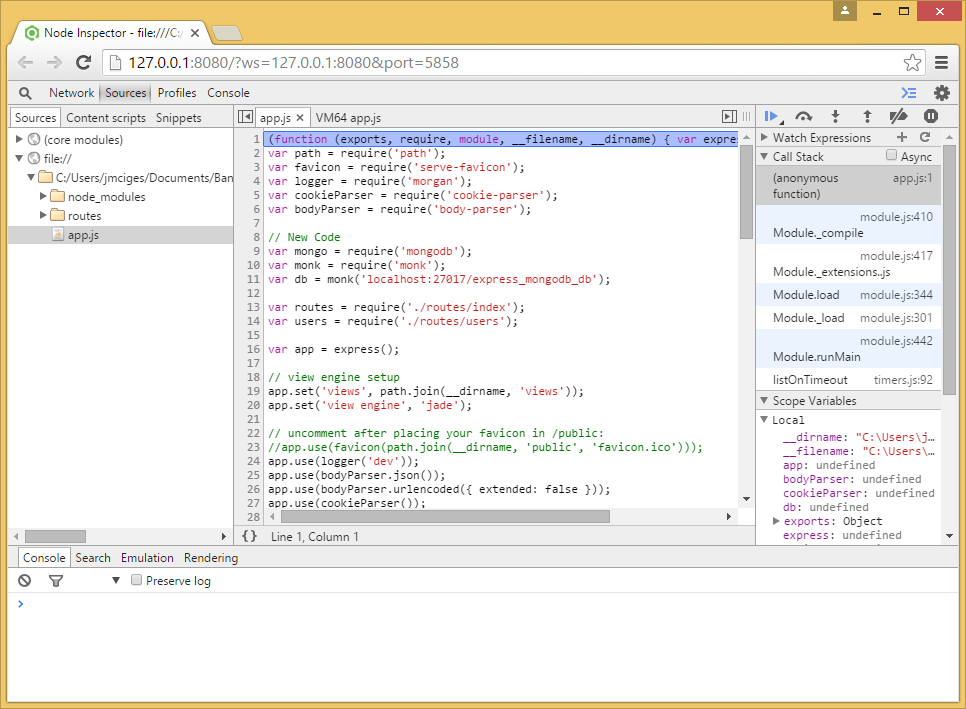 Node Inspector - file:///C:/
127.0.0.1:8080/?ws=127.0.0.1:8080&port=5858
Network Sources Profiles Console
Sources Content scripts Snippets
(core modules)
file://
C:/Users/jmciges/Documents/Ban
node_modules
routes
app.js
app.js × VM64 app.js
1 (function (exports, require, module, __filename, __dirname) { var expre
2 var path = require('path');
3 var favicon = require('serve-favicon');
4 var logger = require('morgan');
5 var cookieParser = require('cookie-parser');
6 var bodyParser = require('body-parser');
7
8 // New Code
9 var mongo = require('mongodb');
10 var monk = require('monk');
11 var db = monk('localhost:27017/express_mongodb_db');
12
13 var routes = require('./routes/index');
14 var users = require('./routes/users');
15
16 var app = express();
17
18 // view engine setup
19 app.set('views', path.join(__dirname, 'views'));
20 app.set('view engine', 'jade');
21
22 // uncomment after placing your favicon in /public:
23 //app.use(favicon(path.join(__dirname, 'public', 'favicon.ico')));
24 app.use(logger('dev'));
25 app.use(bodyParser.json());
26 app.use(bodyParser.urlencoded({ extended: false }));
27 app.use(cookieParser());
28
{} Line 1, Column 1
Watch Expressions
Call Stack Async
(anonymous function) app.js:1
module.js:410
Module._compile
module.js:417
Module._extensions..js
Module.load module.js:344
Module._load module.js:301
module.js:442
Module.runMain
listOnTimeout timers.js:92
Scope Variables
Local
__dirname: "C:\Users\j…
__filename: "C:\Users\…
app: undefined
bodyParser: undefined
cookieParser: undefined
db: undefined
exports: Object
express: undefined
Console Search Emulation Rendering
Preserve log